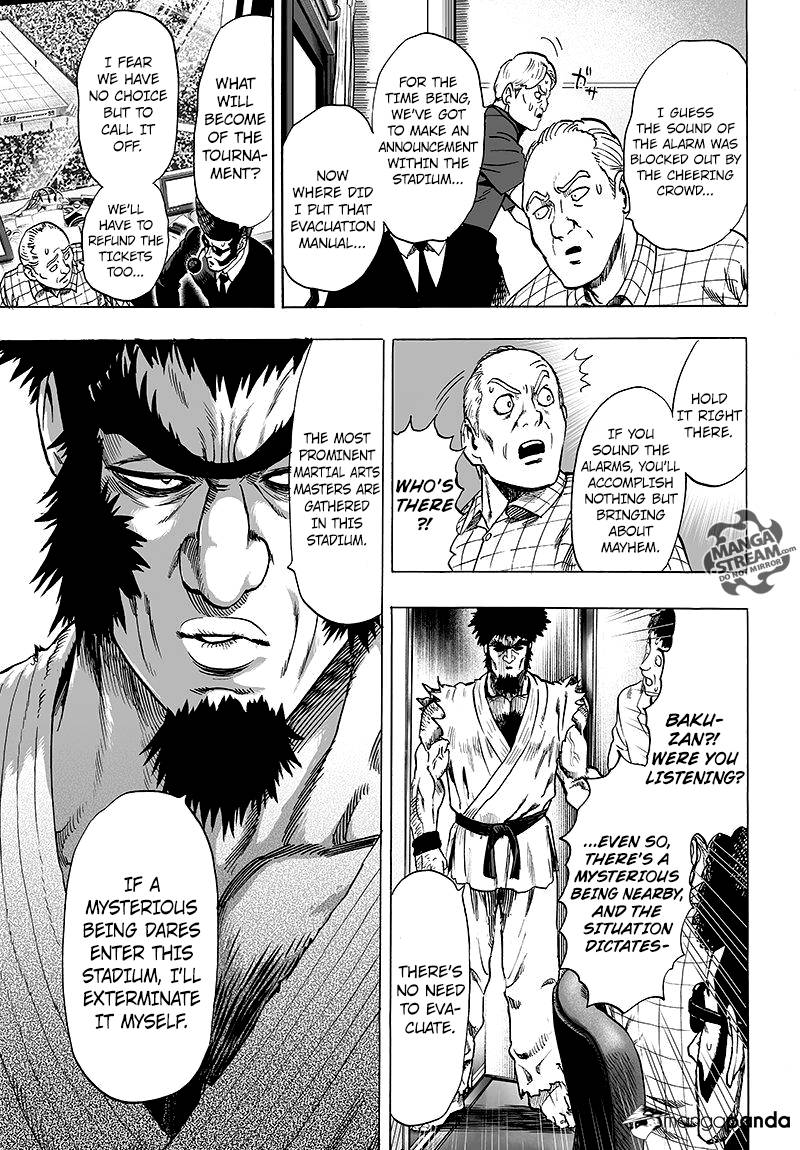 I GUESS
THE SOUND OF
THE ALARM WAS
BLOCKED OUT BY
THE CHEERING
CROWD...
FOR THE
TIME BEING,
WE'VE GOT
TO MAKE AN
ANNOUNCEMENT
WITHIN THE
STADIUM...
NOW
WHERE DID
I PUT THAT
EVACUATION
MANUAL...
WHAT
WILL
BECOME
OF THE
TOURNA-
MENT?
I FEAR
WE HAVE
NO CHOICE
BUT TO
CALL IT
OFF.
WE'LL
HAVE TO
REFUND THE
TICKETS
TOO...
HOLD
IT RIGHT
THERE.
IF YOU
SOUND THE
ALARMS, YOU'LL
ACCOMPLISH
NOTHING BUT
BRINGING
ABOUT
MAYHEM.
WHO'S
THERE
?!
MANGA
STREAM.com
DO NOT MIRROR
THE MOST
PROMINENT
MARTIAL ARTS
MASTERS ARE
GATHERED
IN THIS
STADIUM.
BAKU-
ZAN?!
WERE YOU
LISTENING?
...EVEN SO,
THERE'S A
MYSTERIOUS
BEING NEARBY,
AND THE
SITUATION
DICTATES-
THERE'S
NO NEED
TO EVA-
CUATE.
IF A
MYSTERIOUS
BEING DARES
ENTER THIS
STADIUM, I'LL
EXTERMINATE
IT MYSELF.
mangapanda